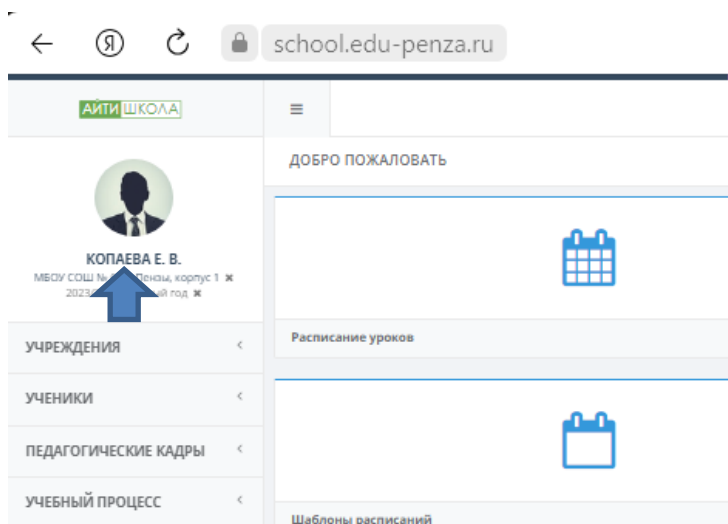 school.edu-penza.ru
АЙТИ ШКОЛА
ДОБРО ПОЖАЛОВАТЬ
КОПАЕВА Е. В.
МБОУ СОШ № Пензы, корпус 1 ✖
2023 год ✖
Расписание уроков
УЧРЕЖДЕНИЯ
УЧЕНИКИ
ПЕДАГОГИЧЕСКИЕ КАДРЫ
УЧЕБНЫЙ ПРОЦЕСС
Шаблоны расписаний